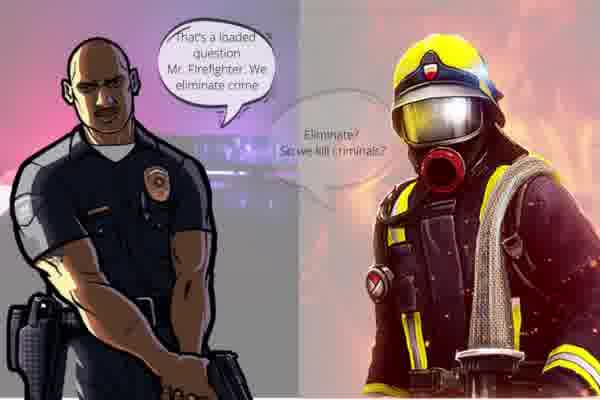 That's a loaded
question
Mr. Firefighter. We
eliminate crime
Eliminate?
So we kill criminals?